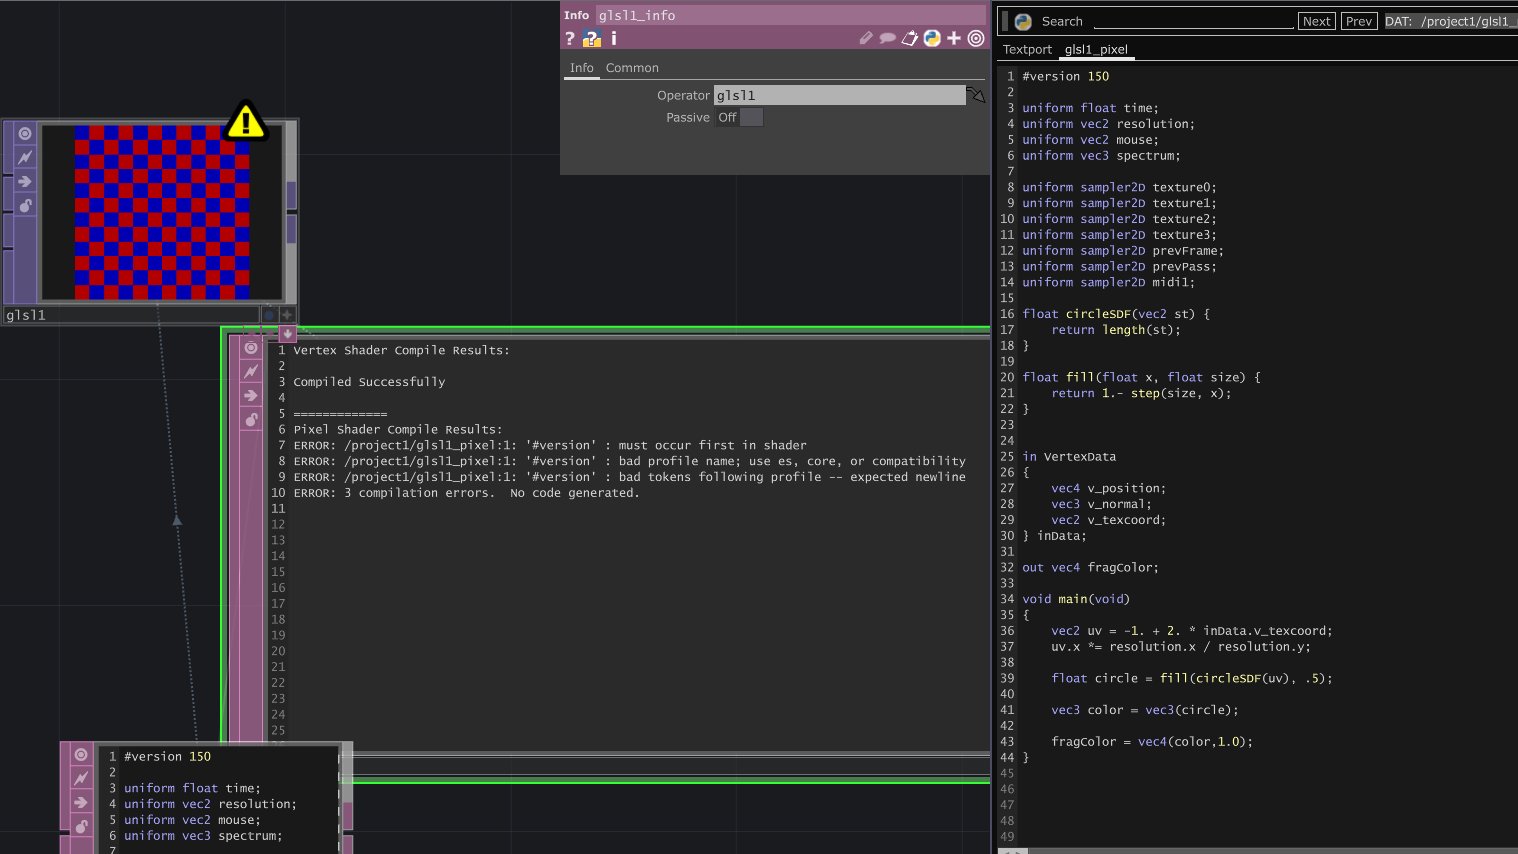 Info glsl1_info
? ? i
Info Common
Operator glsl1
Passive Off
glsl1
1 Vertex Shader Compile Results:
2
3 Compiled Successfully
4
5 =============
6 Pixel Shader Compile Results:
7 ERROR: /project1/glsl1_pixel:1: '#version' : must occur first in shader
8 ERROR: /project1/glsl1_pixel:1: '#version' : bad profile name; use es, core, or compatibility
9 ERROR: /project1/glsl1_pixel:1: '#version' : bad tokens following profile -- expected newline
10 ERROR: 3 compilation errors.  No code generated.
11
12
13
14
15
16
17
18
19
20
21
22
23
24
25
1 #version 150
2
3 uniform float time;
4 uniform vec2 resolution;
5 uniform vec2 mouse;
6 uniform vec3 spectrum;
7
Search Next Prev DAT: /project1/glsl1_
Textport glsl1_pixel
1 #version 150
2
3 uniform float time;
4 uniform vec2 resolution;
5 uniform vec2 mouse;
6 uniform vec3 spectrum;
7
8 uniform sampler2D texture0;
9 uniform sampler2D texture1;
10 uniform sampler2D texture2;
11 uniform sampler2D texture3;
12 uniform sampler2D prevFrame;
13 uniform sampler2D prevPass;
14 uniform sampler2D midi1;
15
16 float circleSDF(vec2 st) {
17     return length(st);
18 }
19
20 float fill(float x, float size) {
21     return 1.- step(size, x);
22 }
23
24
25 in VertexData
26 {
27     vec4 v_position;
28     vec3 v_normal;
29     vec2 v_texcoord;
30 } inData;
31
32 out vec4 fragColor;
33
34 void main(void)
35 {
36     vec2 uv = -1. + 2. * inData.v_texcoord;
37     uv.x *= resolution.x / resolution.y;
38
39     float circle = fill(circleSDF(uv), .5);
40
41     vec3 color = vec3(circle);
42
43     fragColor = vec4(color,1.0);
44 }
45
46
47
48
49